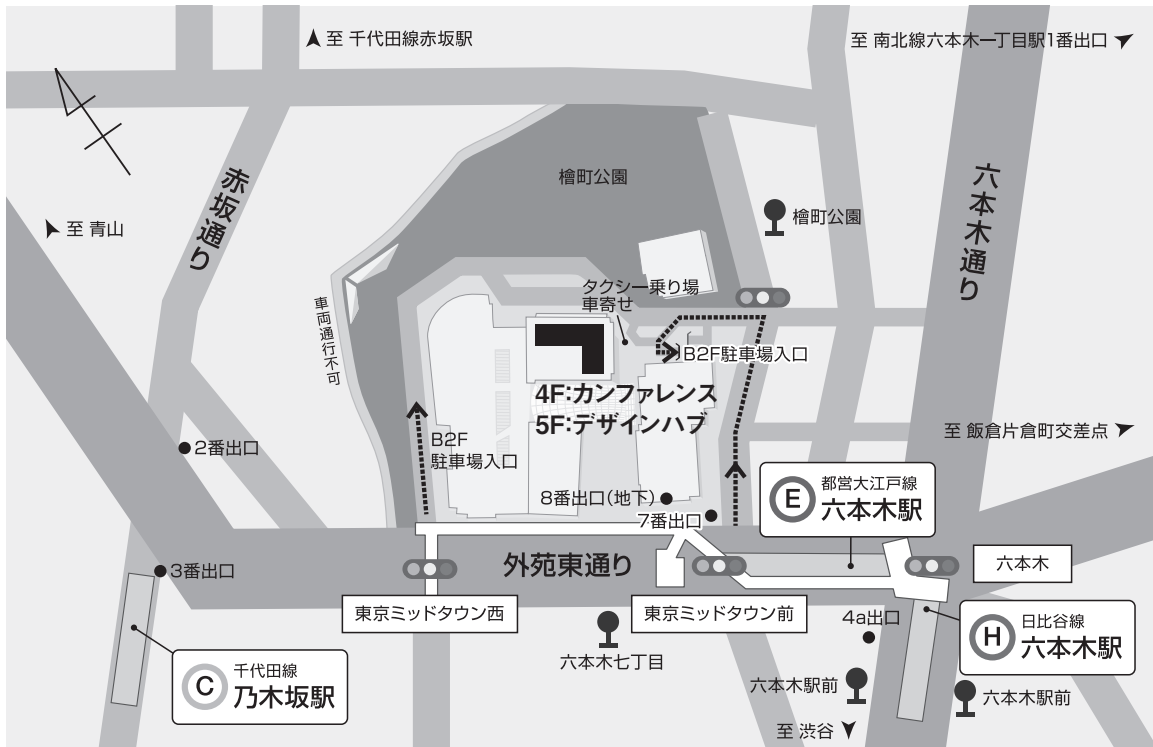 至 千代田線赤坂駅
至 南北線六本木一丁目駅1番出口
赤坂通り
六本木通り
檜町公園
檜町公園
至 青山
タクシー乗り場
車寄せ
車両通行不可
B2F駐車場入口
4F:カンファレンス
5F:デザインハブ
至 飯倉片倉町交差点
2番出口
B2F
駐車場入口
8番出口(地下)
7番出口
E
都営大江戸線
六本木駅
3番出口
外苑東通り
六本木
東京ミッドタウン西
東京ミッドタウン前
4a出口
H
日比谷線
六本木駅
六本木七丁目
C
千代田線
乃木坂駅
六本木駅前
六本木駅前
至 渋谷